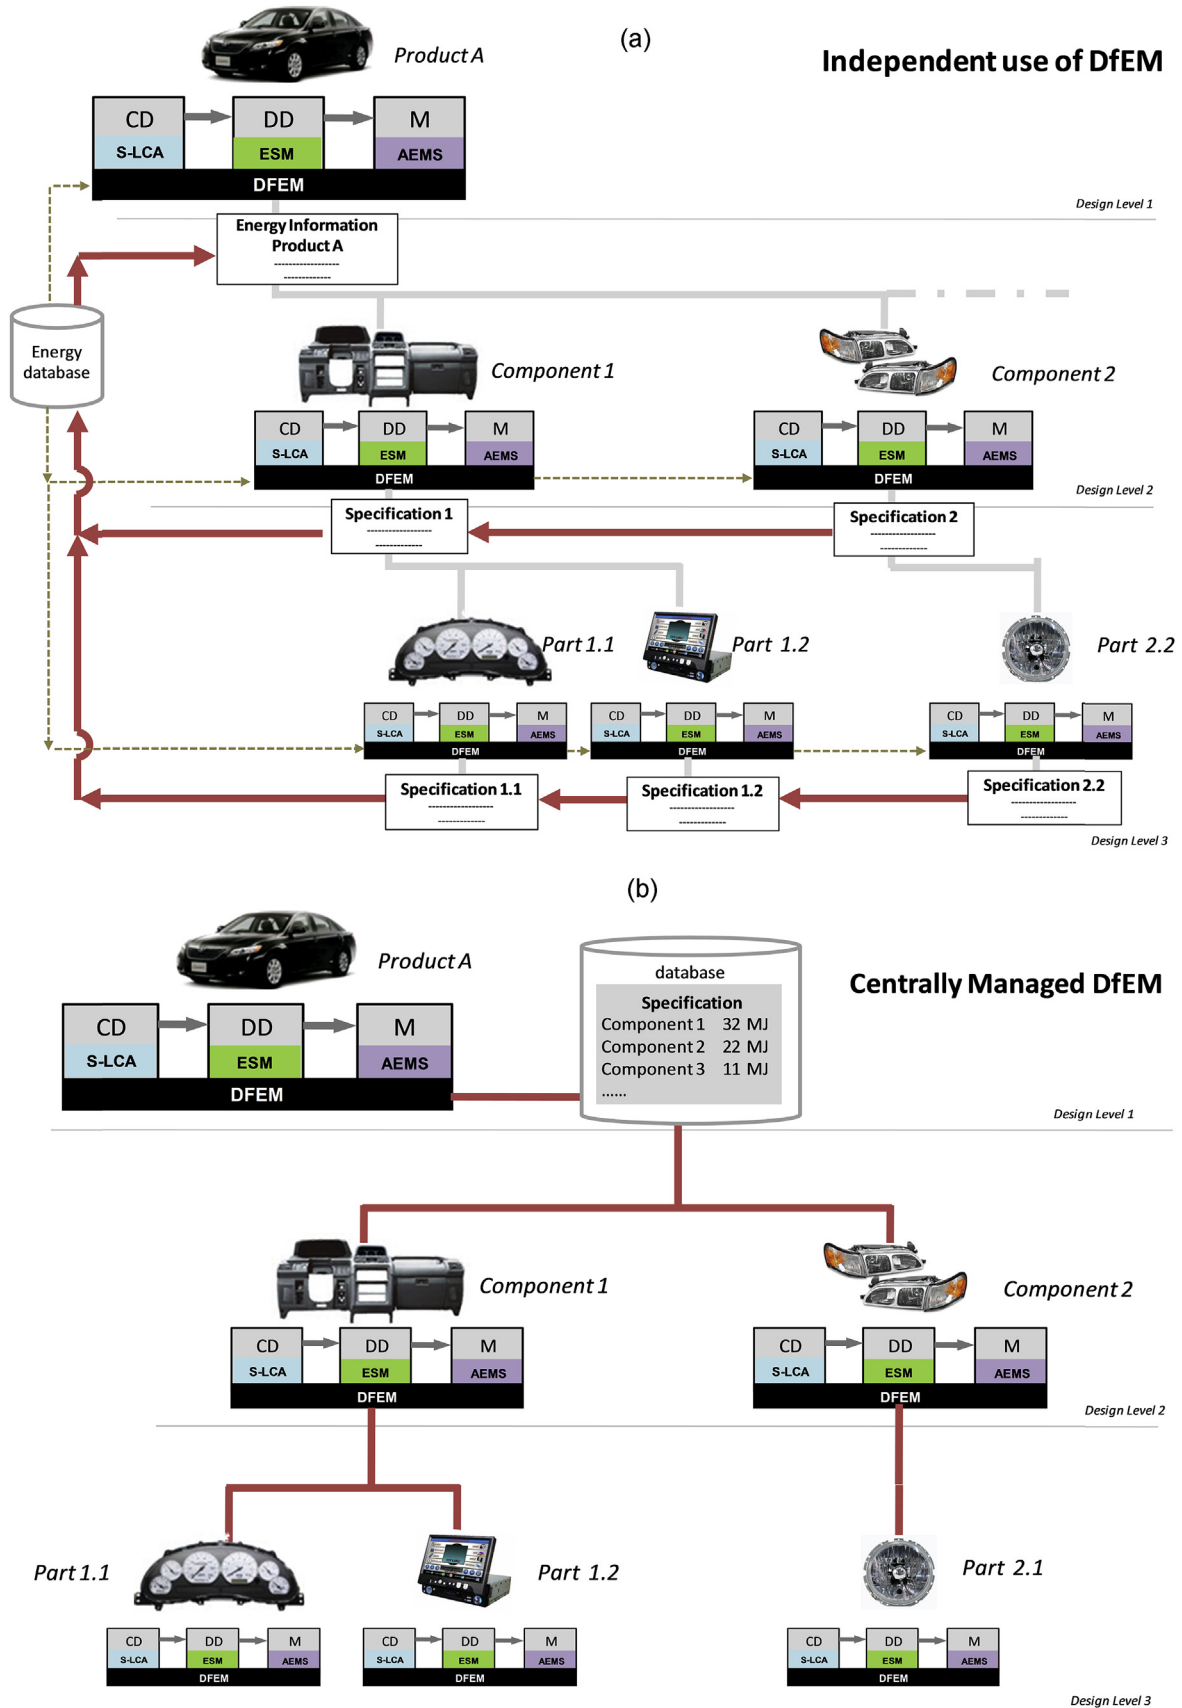 (a)
Product A
Independent use of DfEM
CD
DD
M
S-LCA
ESM
AEMS
DFEM
Design Level 1
Energy Information
Product A
-----------------
------------
Energy
database
Component 1
Component 2
CD
DD
M
S-LCA
ESM
AEMS
DFEM
CD
DD
M
S-LCA
ESM
AEMS
DFEM
Design Level 2
Specification 1
-----------------
------------
Specification 2
-----------------
------------
Part 1.1
Part 1.2
Part 2.2
CD
DD
M
S-LCA
ESM
AEMS
DFEM
CD
DD
M
S-LCA
ESM
AEMS
DFEM
CD
DD
M
S-LCA
ESM
AEMS
DFEM
Specification 1.1
-----------------
------------
Specification 1.2
-----------------
------------
Specification 2.2
-----------------
------------
Design Level 3
(b)
Product A
Centrally Managed DfEM
database
Specification
Component 1 32 MJ
Component 2 22 MJ
Component 3 11 MJ
......
CD
DD
M
S-LCA
ESM
AEMS
DFEM
Design Level 1
Component 1
Component 2
CD
DD
M
S-LCA
ESM
AEMS
DFEM
CD
DD
M
S-LCA
ESM
AEMS
DFEM
Design Level 2
Part 1.1
Part 1.2
Part 2.1
CD
DD
M
S-LCA
ESM
AEMS
DFEM
CD
DD
M
S-LCA
ESM
AEMS
DFEM
CD
DD
M
S-LCA
ESM
AEMS
DFEM
Design Level 3